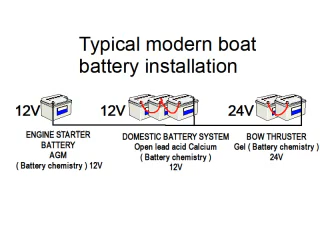 Typical modern boat
battery installation
12V 12V 24V
ENGINE STARTER
BATTERY
AGM
( Battery chemistry ) 12V
DOMESTIC BATTERY SYSTEM
Open lead acid Calcium
( Battery chemistry )
12V
BOW THRUSTER
Gel ( Battery chemistry )
24V